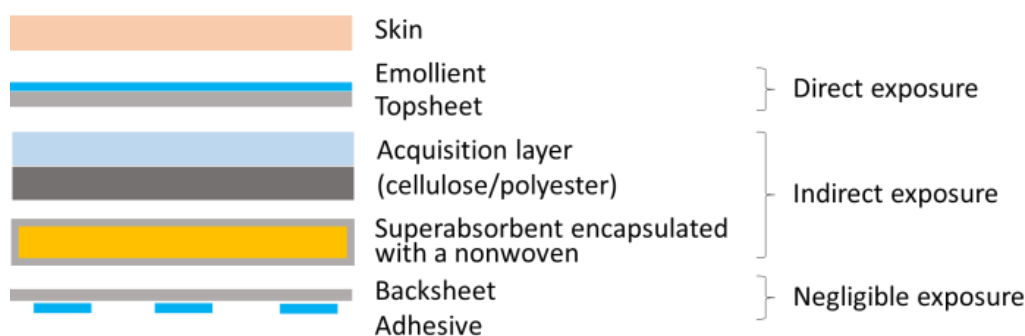 Skin
Emollient
Topsheet
Direct exposure
Acquisition layer
(cellulose/polyester)
Indirect exposure
Superabsorbent encapsulated
with a nonwoven
Backsheet
Adhesive
Negligible exposure